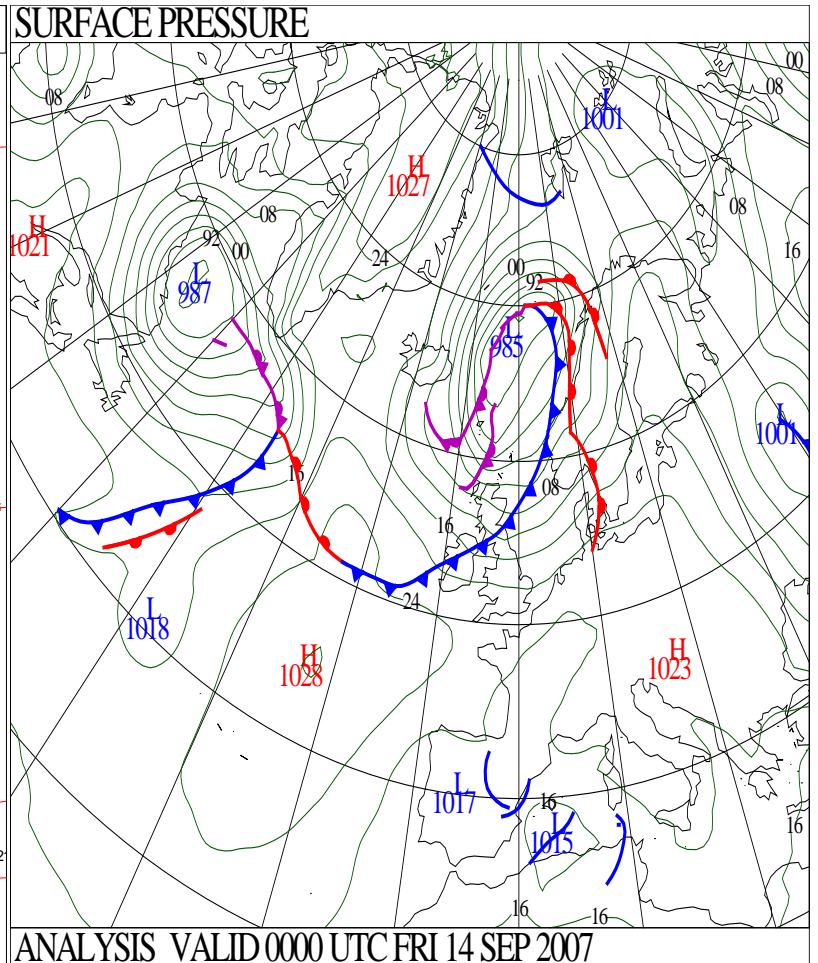 SURFACE PRESSURE
00
08
08
L
1001
H
1027
08
08
H
1021
92
00
16
24
00
92
L
987
L
985
L
1001
16
08
16
24
L
1018
H
1028
H
1023
L
1017
16
L
1015
16
16
16
ANALYSIS VALID 0000 UTC FRI 14 SEP 2007